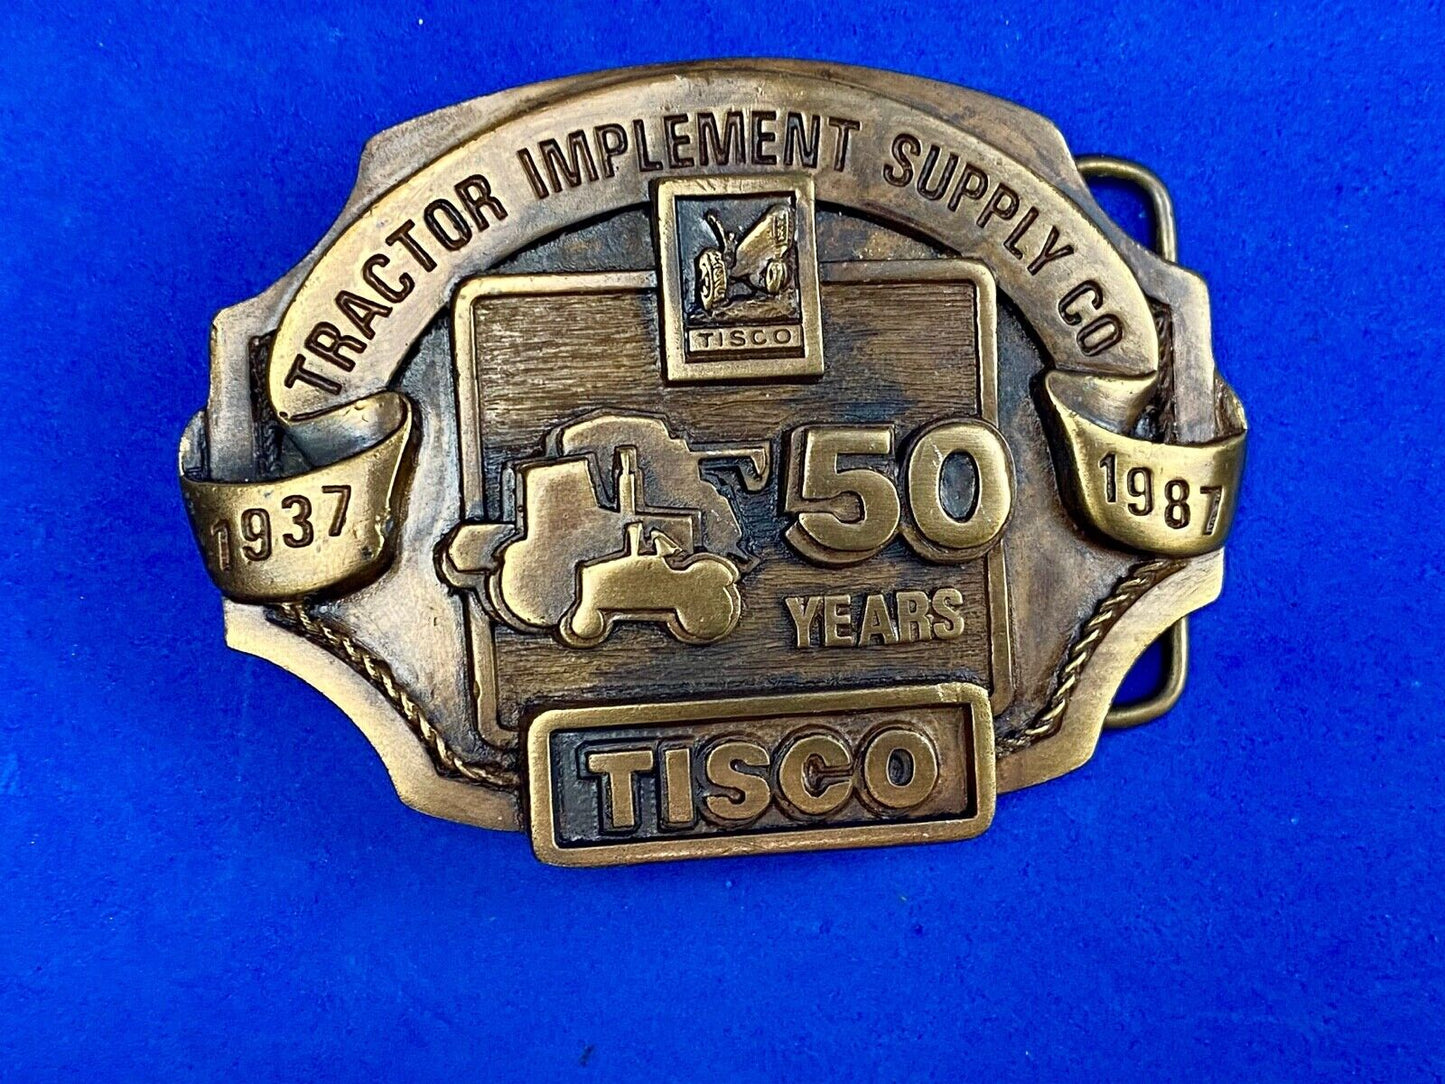 TRACTOR IMPLEMENT SUPPLY CO
TISCO
1937
50
1987
YEARS
TISCO